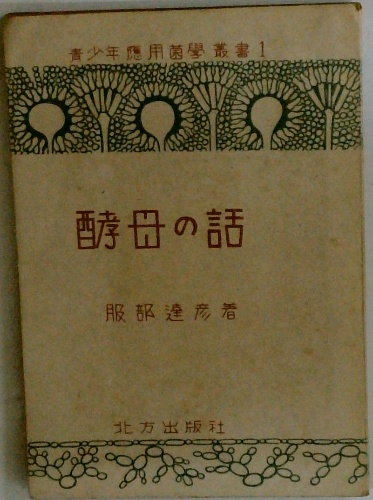 青少年應用菌學叢書1
酵母の話
服部達彦著
北方出版社